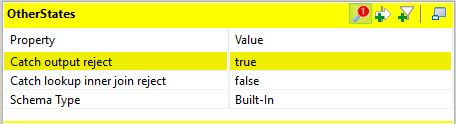 OtherStates
Property Value
Catch output reject true
Catch lookup inner join reject false
Schema Type Built-In